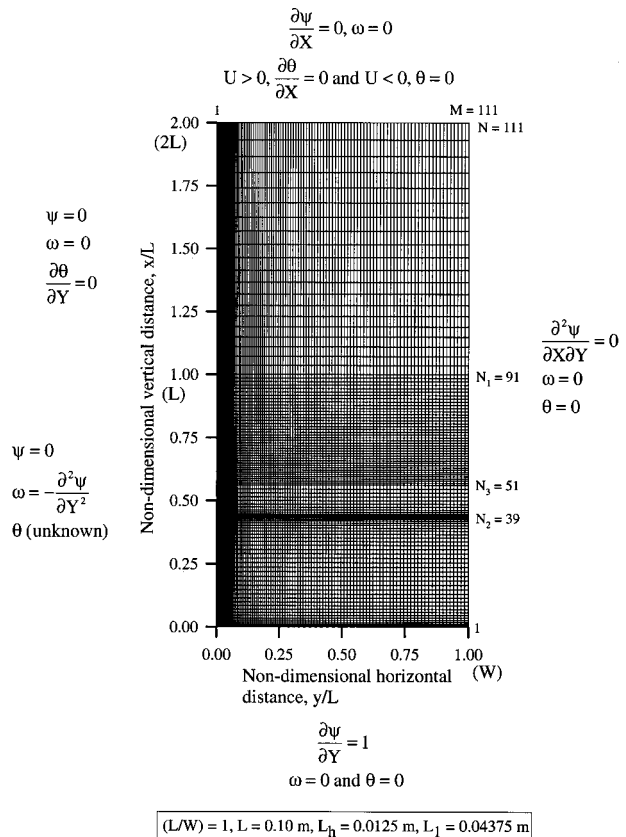 ∂ψ/∂X = 0, ω = 0
U > 0, ∂θ/∂X = 0 and U < 0, θ = 0
1
M = 111
N = 111
2.00
(2L)
1.75
1.50
1.25
1.00
(L)
0.75
0.50
0.25
0.00
Non-dimensional vertical distance, x/L
ψ = 0
ω = 0
∂θ/∂Y = 0
ψ = 0
ω = -∂²ψ/∂Y²
θ (unknown)
N₁ = 91
N₃ = 51
N₂ = 39
1
∂²ψ/∂X∂Y = 0
ω = 0
θ = 0
0.00 0.25 0.50 0.75 1.00
(W)
Non-dimensional horizontal
distance, y/L
∂ψ/∂Y = 1
ω = 0 and θ = 0
(L/W) = 1, L = 0.10 m, Lₕ = 0.0125 m, L₁ = 0.04375 m